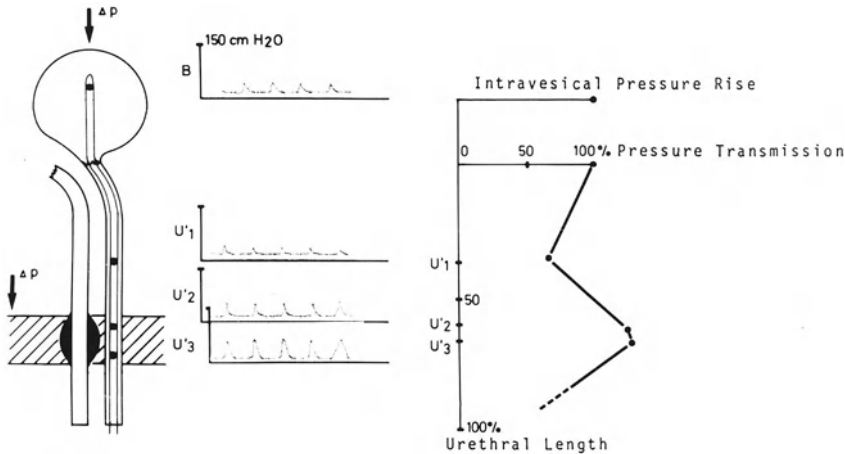 Δp
150 cm H2O
B
U'1
U'2
U'3
Δp
Intravesical Pressure Rise
0 50 100% Pressure Transmission
U'1
50
U'2
U'3
100%
Urethral Length